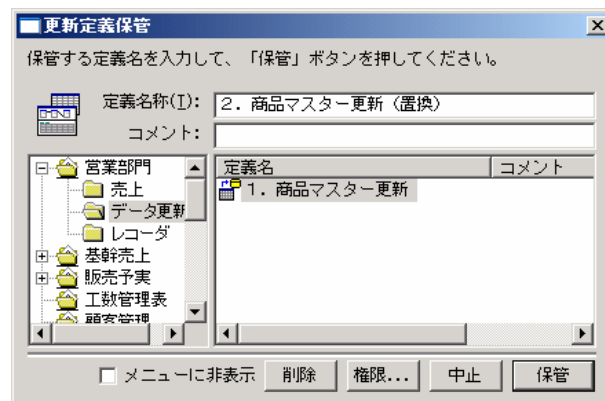 更新定義保管
保管する定義名を入力して、「保管」ボタンを押してください。
定義名称(I):
2．商品マスター更新（置換）
コメント:
営業部門
売上
データ更新
レコーダ
基幹売上
販売予実
工数管理表
顧客管理
定義名
コメント
1．商品マスター更新
メニューに非表示
削除
権限...
中止
保管